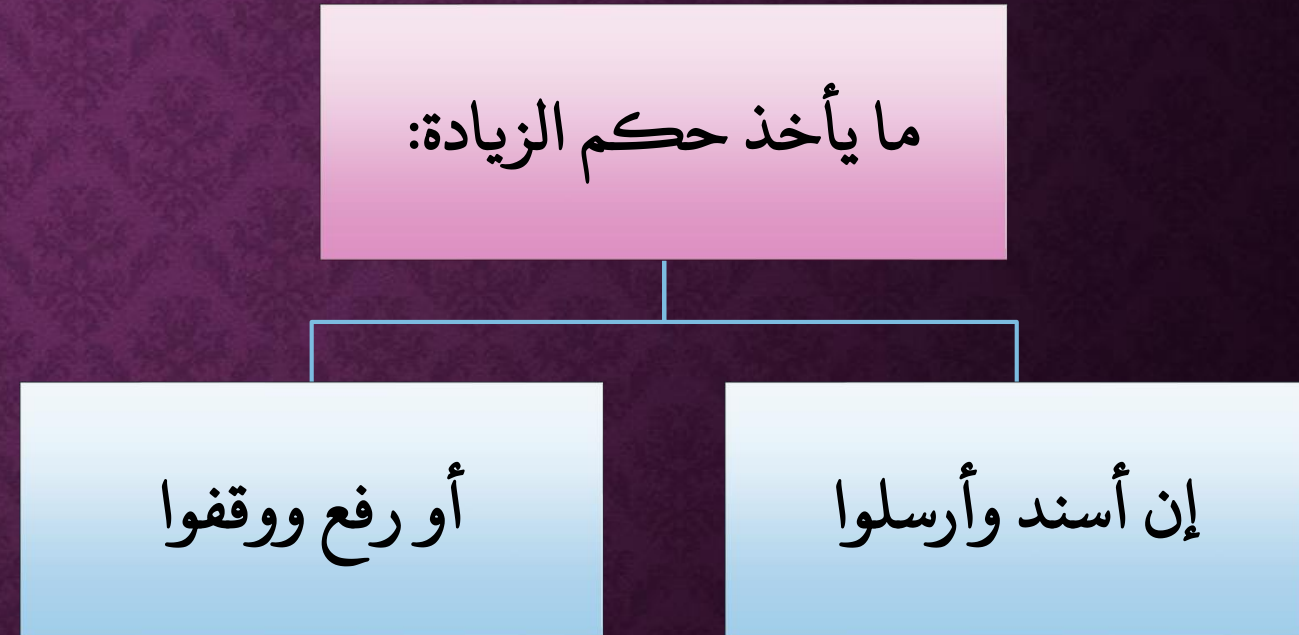 ما يأخذ حكم الزيادة:
إن أسند وأرسلوا
أو رفع ووقفوا